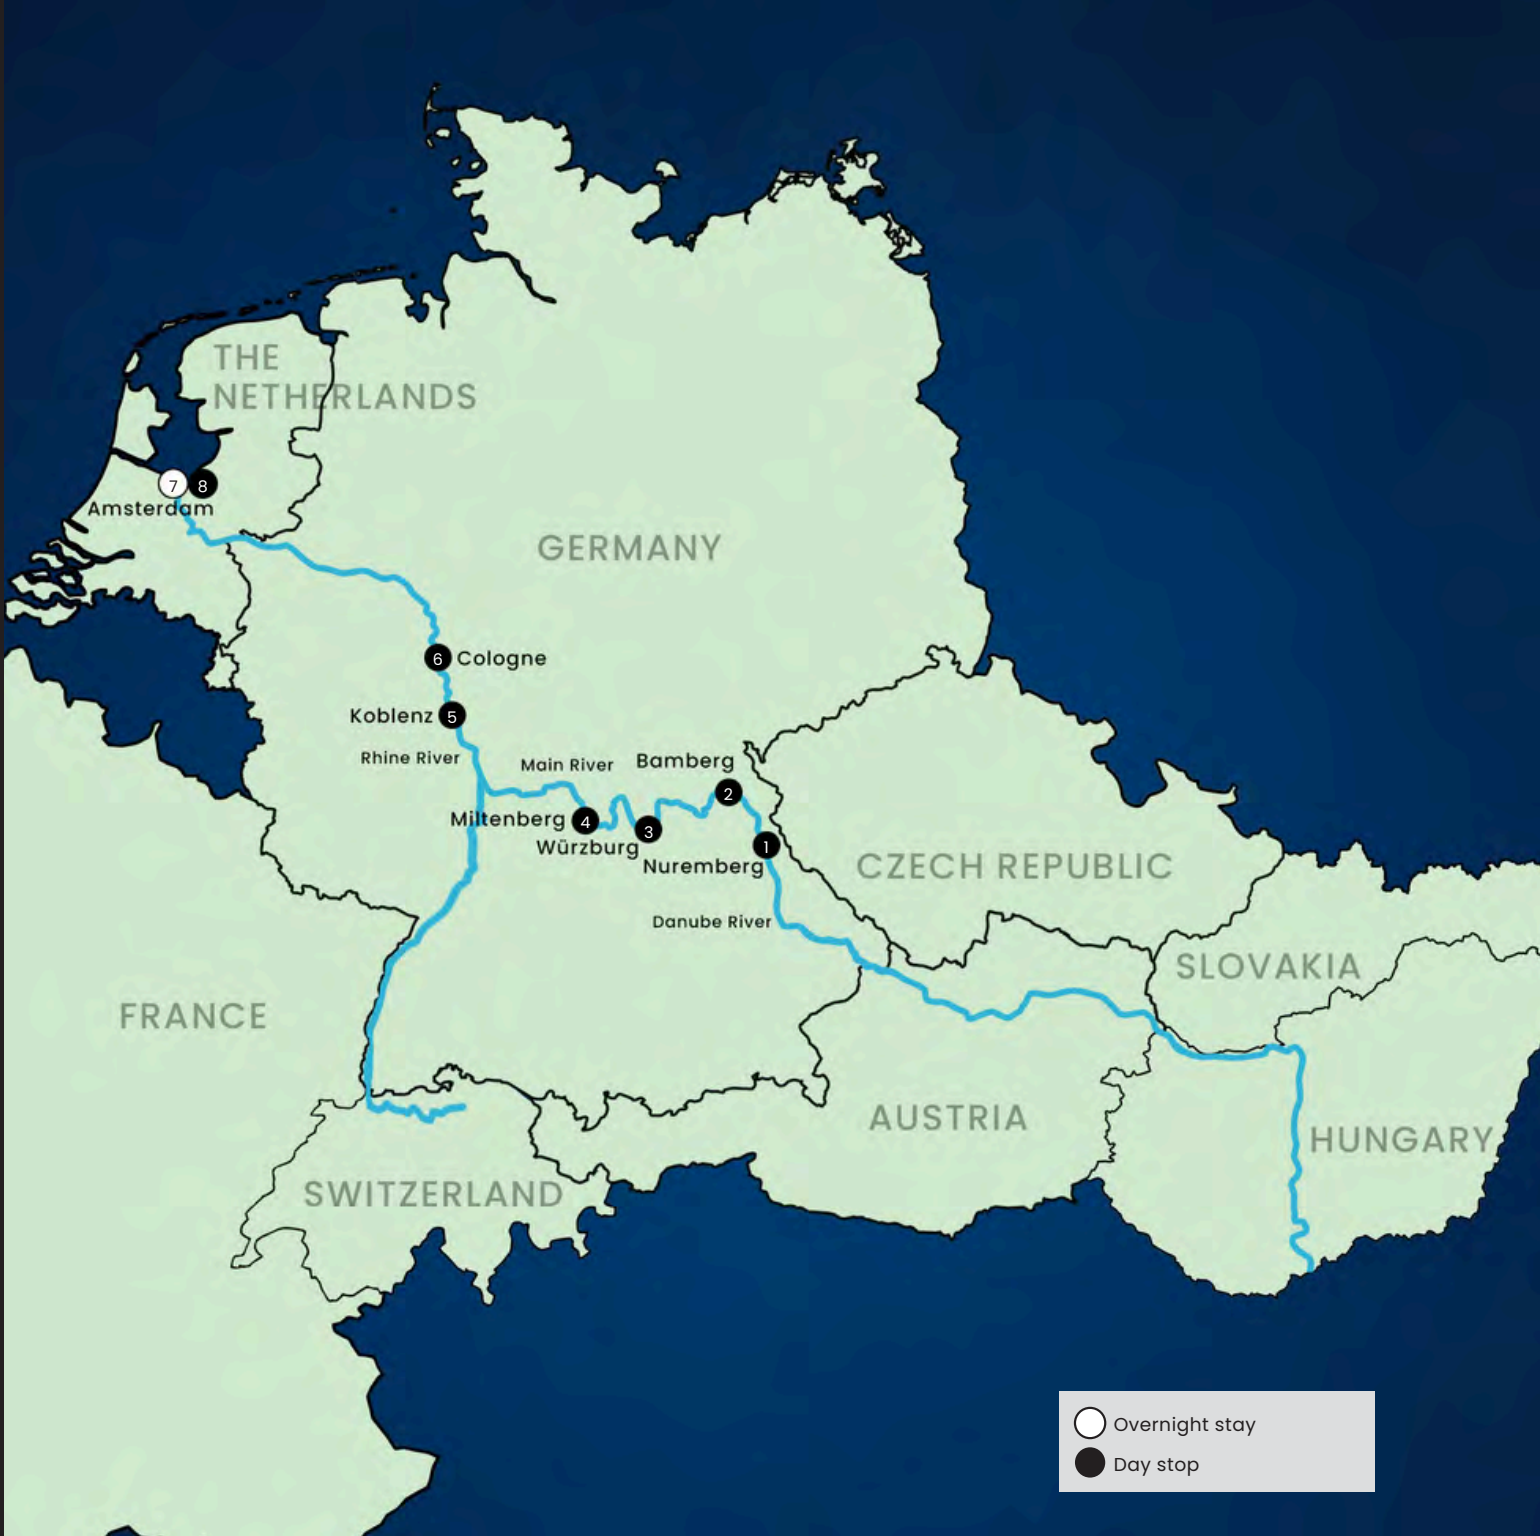 THE
NETHERLANDS
7
8
Amsterdam
GERMANY
6 Cologne
Koblenz 5
Rhine River
Main River
Bamberg
2
Miltenberg 4
3
Würzburg
1
Nuremberg
CZECH REPUBLIC
Danube River
SLOVAKIA
FRANCE
AUSTRIA
HUNGARY
SWITZERLAND
Overnight stay
Day stop